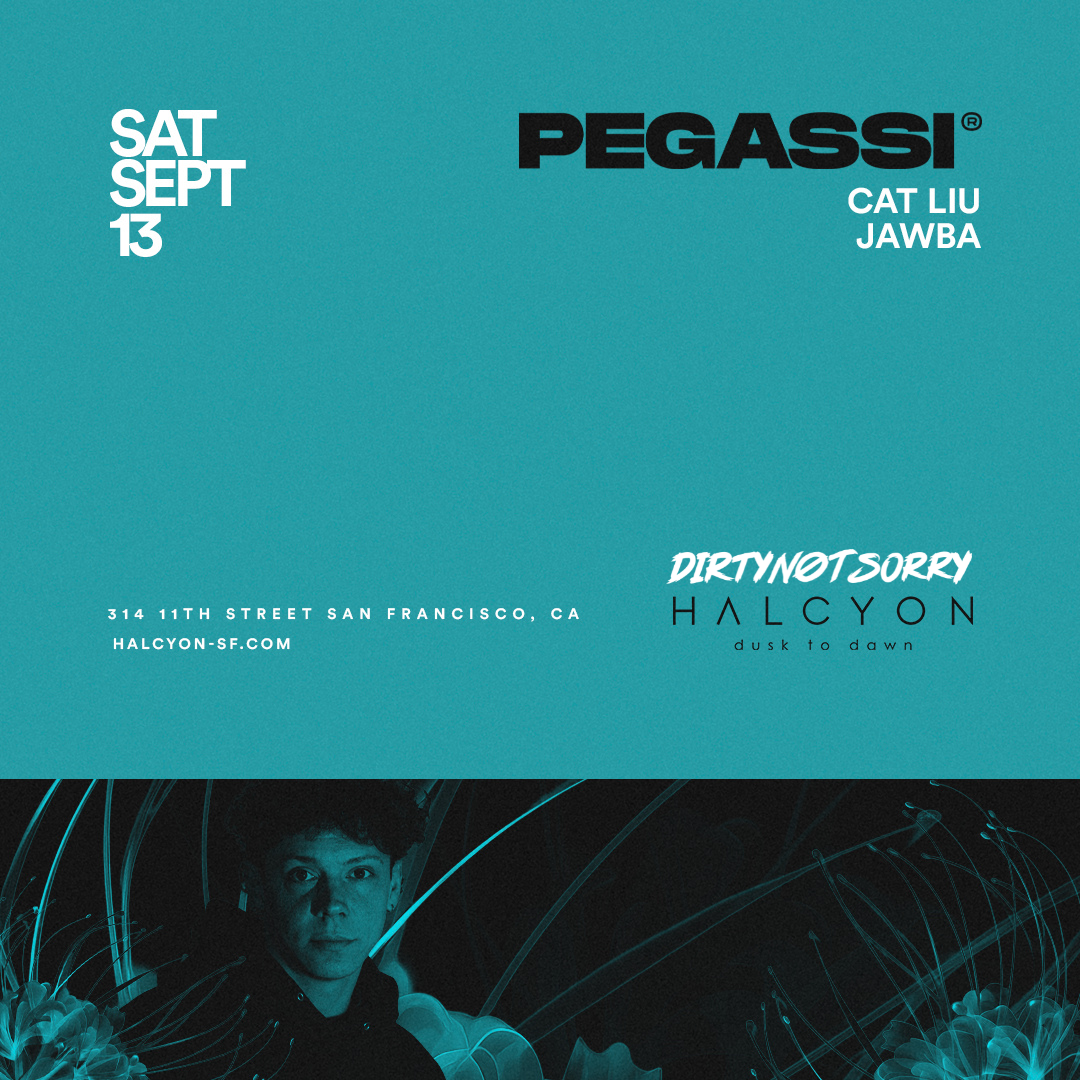 SAT
SEPT
13
PEGASSI®
CAT LIU
JAWBA
314 11TH STREET SAN FRANCISCO, CA
HALCYON-SF.COM
DIRTYNØTSORRY
HALCYON
dusk to dawn